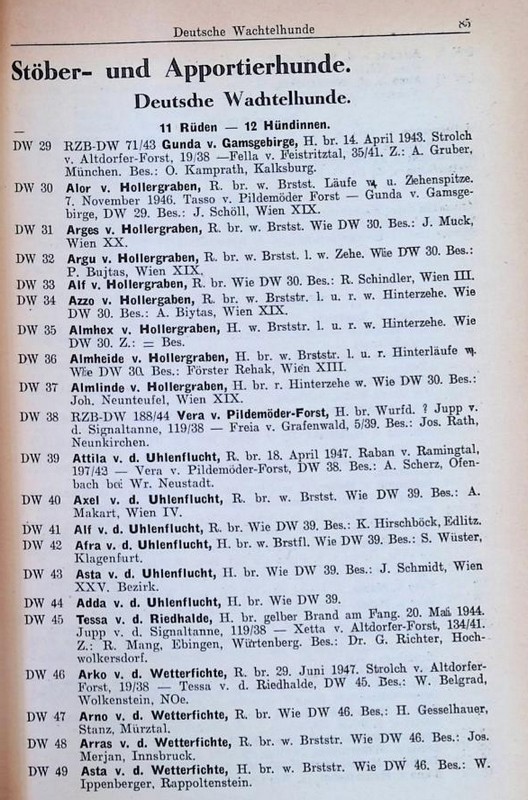 Deutsche Wachtelhunde 85
Stöber- und Apportierhunde.
Deutsche Wachtelhunde.
11 Rüden — 12 Hündinnen.
DW 29 RZB-DW 71/43 Gunda v. Gamsgebirge, H. br. 14. April 1943. Strolch
v. Altdorfer-Forst, 19/38 —Fella v. Feistritztal, 35/41. Z.: A. Gruber,
München. Bes.: O. Kamprath, Kalksburg.
DW 30 Alor v. Hollergraben, R. br. w. Brstst. Läufe u. Zehenspitze.
7. November 1946. Tasso v. Pildemöder Forst — Gunda v. Gamsge-
birge, DW 29. Bes.: J. Schöll, Wien XIX.
DW 31 Arges v. Hollergraben, R. br. w. Brstst. Wie DW 30. Bes.: J. Muck,
Wien XX.
DW 32 Argu v. Hollergraben, R. br. w. Brstst. l. w. Zehe. Wie DW 30. Bes.:
P. Bujtas, Wien XIX.
DW 33 Alf v. Hollergraben, R. br. Wie DW 30. Bes.: R. Schindler, Wien III.
DW 34 Azzo v. Hollergaben, R. br. w. Brststr. l. u. r. w. Hinterzehe. Wie
DW 30. Bes.: A. Biytas, Wien XIX.
DW 35 Almhex v. Hollergraben, H. w. Brststr. l. u. r. w. Hinterzehe. Wie
DW 30. Z.: = Bes.
DW 36 Almheide v. Hollergraben, H. br. w. Brststr. l. u. r. Hinterläufe w.
Wie DW 30. Bes.: Förster Rehak, Wien XIII.
DW 37 Almlinde v. Hollergraben, H. br. r. Hinterzehe w. Wie DW 30. Bes.:
Joh. Neunteufel, Wien XIX.
DW 38 RZB-DW 188/44 Vera v. Pildemöder-Forst, H. br. Wurfd. ? Jupp v.
d. Signaltanne, 119/38 — Freia v. Grafenwald, 5/39. Bes.: Jos. Rath,
Neunkirchen.
DW 39 Attila v. d. Uhlenflucht, R. br. 18. April 1947. Raban v. Ramingtal,
197/43 — Vera v. Pildemöder-Forst, DW 38. Bes.: A. Scherz, Ofen-
bach bei Wr. Neustadt.
DW 40 Axel v. d. Uhlenflucht, R. br. w. Brstst. Wie DW 39. Bes.: A.
Makart, Wien IV.
DW 41 Alf v. d. Uhlenflucht, R. br. Wie DW 39. Bes.: K. Hirschböck, Edlitz.
DW 42 Afra v. d. Uhlenflucht, H. br. w. Brstfl. Wie DW 39. Bes.: S. Wüster,
Klagenfurt.
DW 43 Asta v. d. Uhlenflucht, H. br. Wie DW 39. Bes.: J. Schmidt, Wien
XXV. Bezirk.
DW 44 Adda v. d. Uhlenflucht, H. br. Wie DW 39.
DW 45 Tessa v. d. Riedhalde, H. br. gelber Brand am Fang. 20. Mai 1944.
Jupp v. d. Signaltanne, 119/38 — Xetta v. Altdorfer-Forst, 134/41.
Z.: R. Mang, Ebingen, Würtenberg. Bes.: Dr. G. Richter, Hoch-
wolkersdorf.
DW 46 Arko v. d. Wetterfichte, R. br. 29. Juni 1947. Strolch v. Altdorfer-
Forst, 19/38 — Tessa v. d. Riedhalde, DW 45. Bes.: W. Belgrad,
Wolkenstein, NOe.
DW 47 Arno v. d. Wetterfichte, R. br. Wie DW 46. Bes.: H. Gesselhauer,
Stanz, Mürztal.
DW 48 Arras v. d. Wetterfichte, R. br. w. Brststr. Wie DW 46. Bes.: Jos.
Merjan, Innsbruck.
DW 49 Asta v. d. Wetterfichte, H. br. w. Brststr. Wie DW 46. Bes.: W.
Ippenberger, Rappoltenstein.